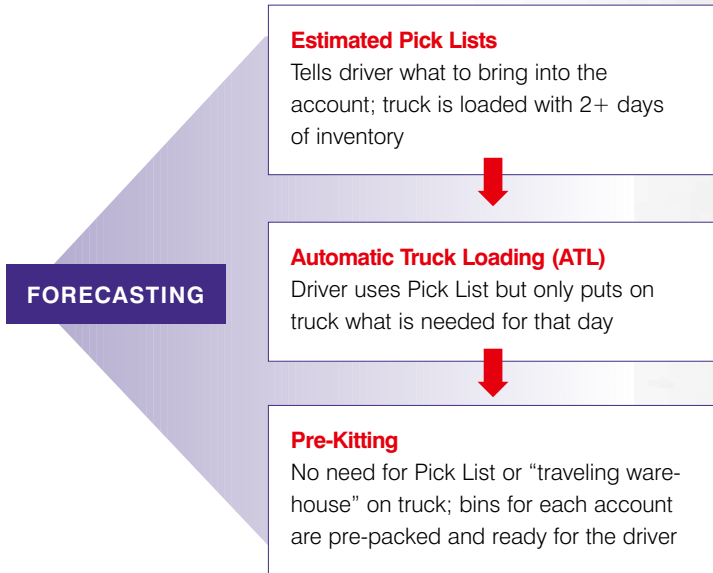 Estimated Pick Lists
Tells driver what to bring into the
account; truck is loaded with 2+ days
of inventory
FORECASTING
Automatic Truck Loading (ATL)
Driver uses Pick List but only puts on
truck what is needed for that day
Pre-Kitting
No need for Pick List or “traveling ware-
house” on truck; bins for each account
are pre-packed and ready for the driver